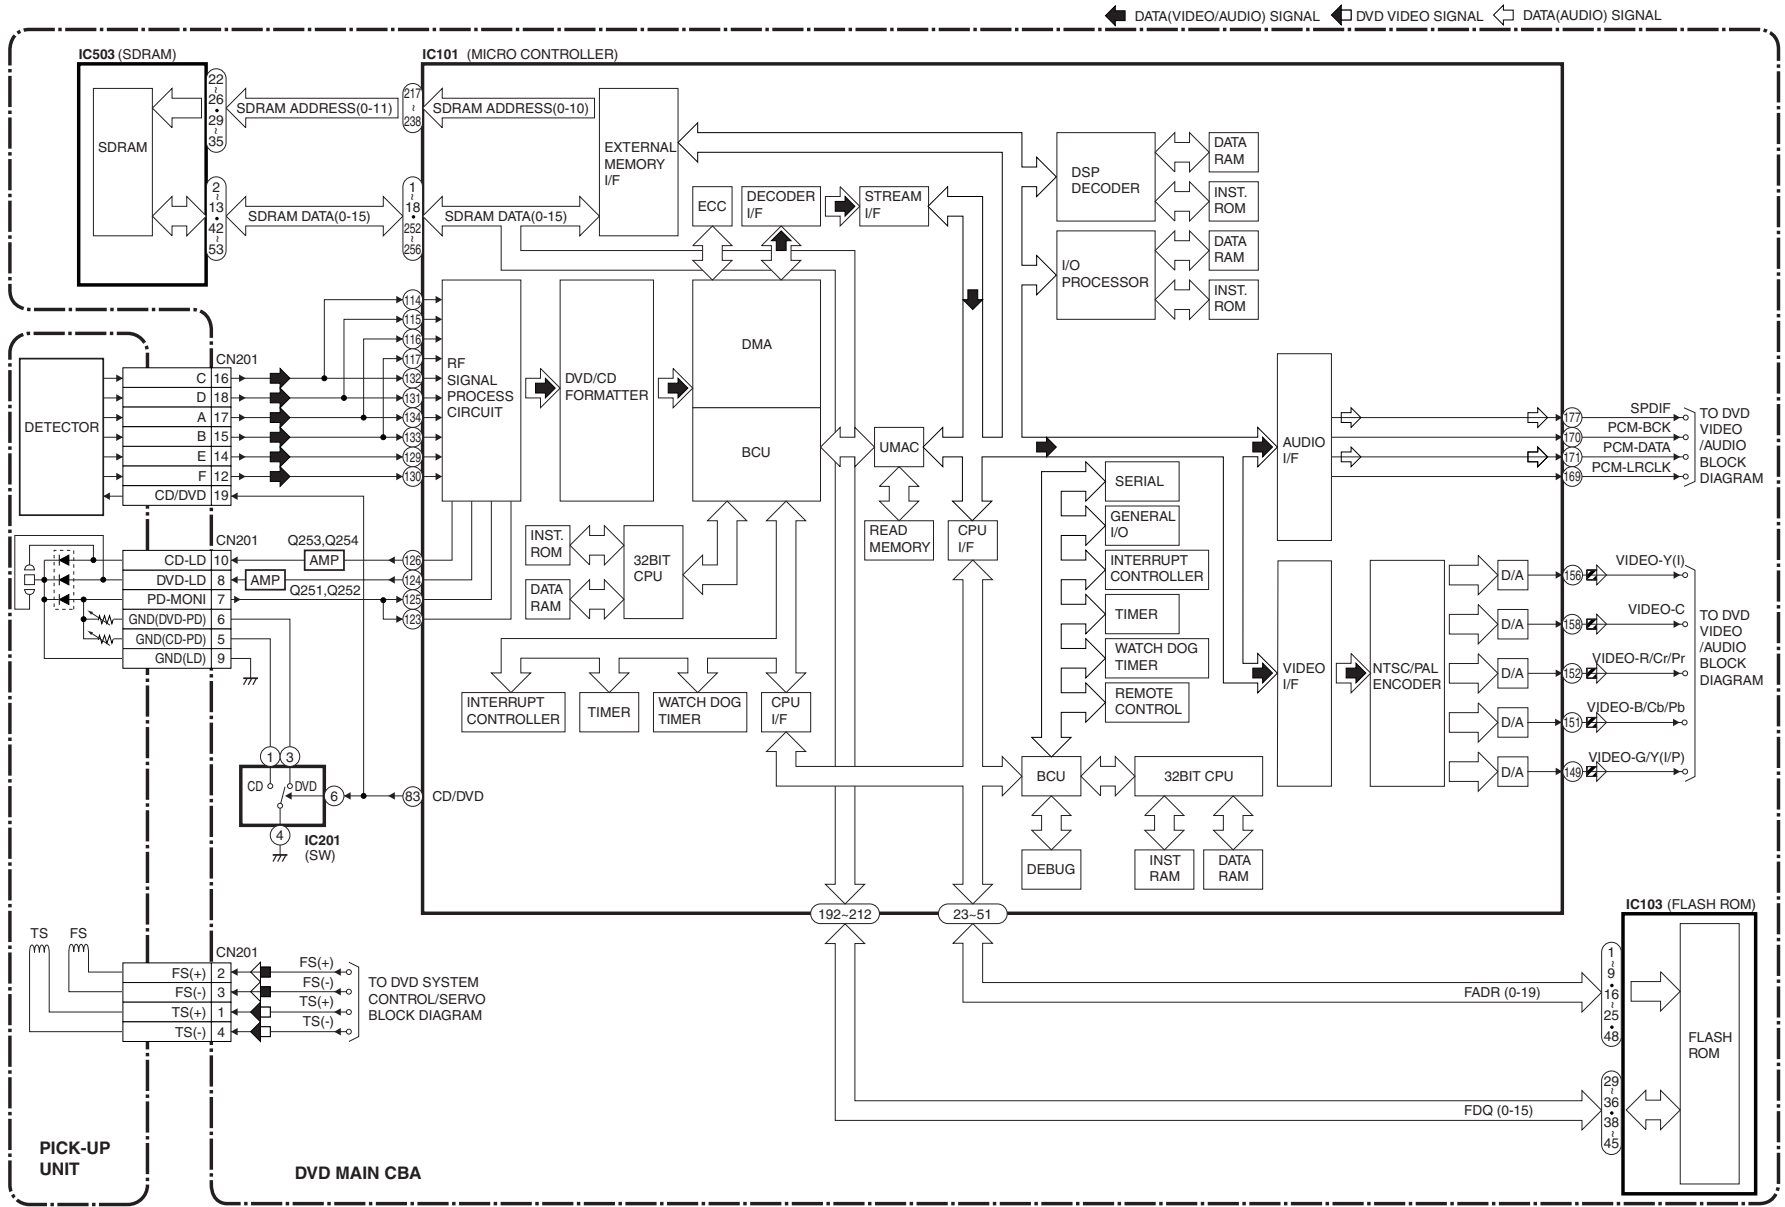 DATA(VIDEO/AUDIO) SIGNAL
DVD VIDEO SIGNAL
DATA(AUDIO) SIGNAL
IC503 (SDRAM)
SDRAM
22
~
26
•
29
~
35
2
~
13
•
42
~
53
SDRAM ADDRESS(0-11)
SDRAM DATA(0-15)
217
~
238
1
~
18
•
252
~
256
IC101 (MICRO CONTROLLER)
SDRAM ADDRESS(0-10)
SDRAM DATA(0-15)
EXTERNAL
MEMORY
I/F
ECC
DECODER
I/F
STREAM
I/F
DSP
DECODER
DATA
RAM
INST.
ROM
I/O
PROCESSOR
DATA
RAM
INST.
ROM
DETECTOR
CN201
C 16
D 18
A 17
B 15
E 14
F 12
CD/DVD 19
114
115
116
117
132
131
134
133
129
130
RF
SIGNAL
PROCESS
CIRCUIT
DVD/CD
FORMATTER
DMA
BCU
UMAC
READ
MEMORY
CPU
I/F
AUDIO
I/F
177
170
171
169
SPDIF
PCM-BCK
PCM-DATA
PCM-LRCLK
TO DVD
VIDEO
/AUDIO
BLOCK
DIAGRAM
CN201
CD-LD 10
DVD-LD 8
PD-MONI 7
GND(DVD-PD) 6
GND(CD-PD) 5
GND(LD) 9
Q253,Q254
AMP
AMP
Q251,Q252
126
124
125
123
INST.
ROM
DATA
RAM
32BIT
CPU
INTERRUPT
CONTROLLER
TIMER
WATCH DOG
TIMER
CPU
I/F
SERIAL
GENERAL
I/O
INTERRUPT
CONTROLLER
TIMER
WATCH DOG
TIMER
REMOTE
CONTROL
BCU
32BIT CPU
DEBUG
INST
RAM
DATA
RAM
VIDEO
I/F
NTSC/PAL
ENCODER
D/A
D/A
D/A
D/A
D/A
156
158
152
151
149
VIDEO-Y(I)
VIDEO-C
VIDEO-R/Cr/Pr
VIDEO-B/Cb/Pb
VIDEO-G/Y(I/P)
TO DVD
VIDEO
/AUDIO
BLOCK
DIAGRAM
1
3
CD
DVD
6
4
IC201
(SW)
83
CD/DVD
192~212
23~51
TS
FS
CN201
FS(+) 2
FS(-) 3
TS(+) 1
TS(-) 4
FS(+)
FS(-)
TS(+)
TS(-)
TO DVD SYSTEM
CONTROL/SERVO
BLOCK DIAGRAM
IC103 (FLASH ROM)
FADR (0-19)
FDQ (0-15)
1
~
9
•
16
~
25
•
48
29
~
36
•
38
~
45
FLASH
ROM
PICK-UP
UNIT
DVD MAIN CBA